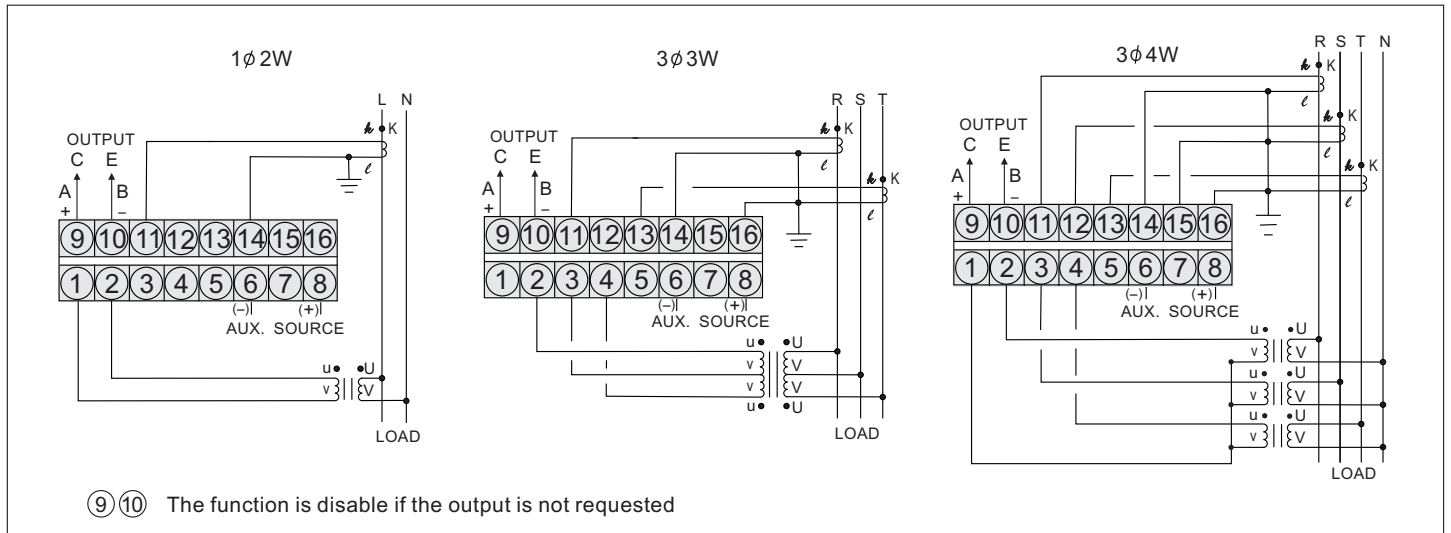 1ϕ2W
L N
k K
OUTPUT
C E
A B
+ −
ℓ
9 10 11 12 13 14 15 16
1 2 3 4 5 6 7 8
(−) (+)
AUX. SOURCE
u U
v V
LOAD
3ϕ3W
R S T
k K
OUTPUT
C E
ℓ
A B
k K
+ −
ℓ
9 10 11 12 13 14 15 16
1 2 3 4 5 6 7 8
(−) (+)
AUX. SOURCE
u U
v V
v V
u U
LOAD
3ϕ4W
R S T N
k K
ℓ
k K
OUTPUT
C E
ℓ
k K
A B
+ −
ℓ
9 10 11 12 13 14 15 16
1 2 3 4 5 6 7 8
(−) (+)
AUX. SOURCE
u U
v V
u U
v V
u U
v V
LOAD
9 10 The function is disable if the output is not requested